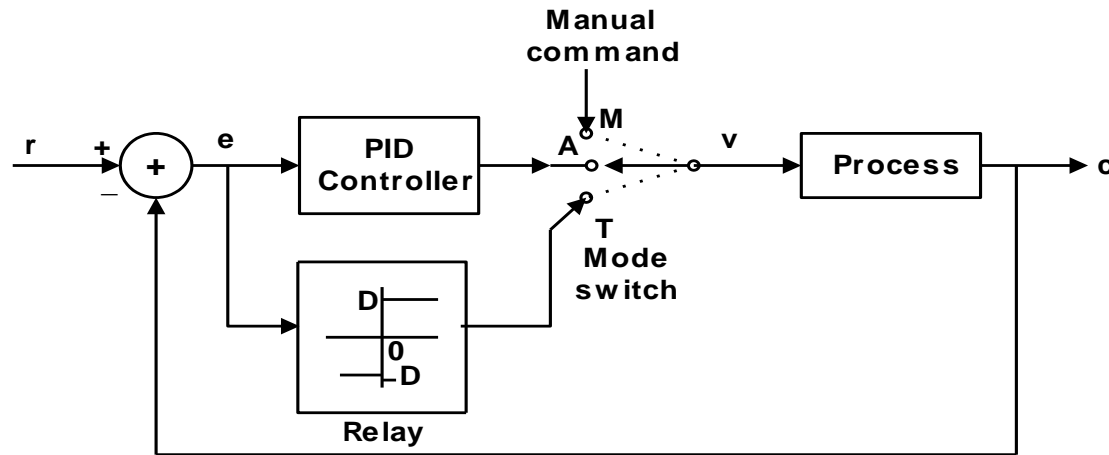 Manual
command
M
r
+
−
+
e
PID
Controller
A
v
Process
c
T
Mode
switch
D
0
−D
Relay